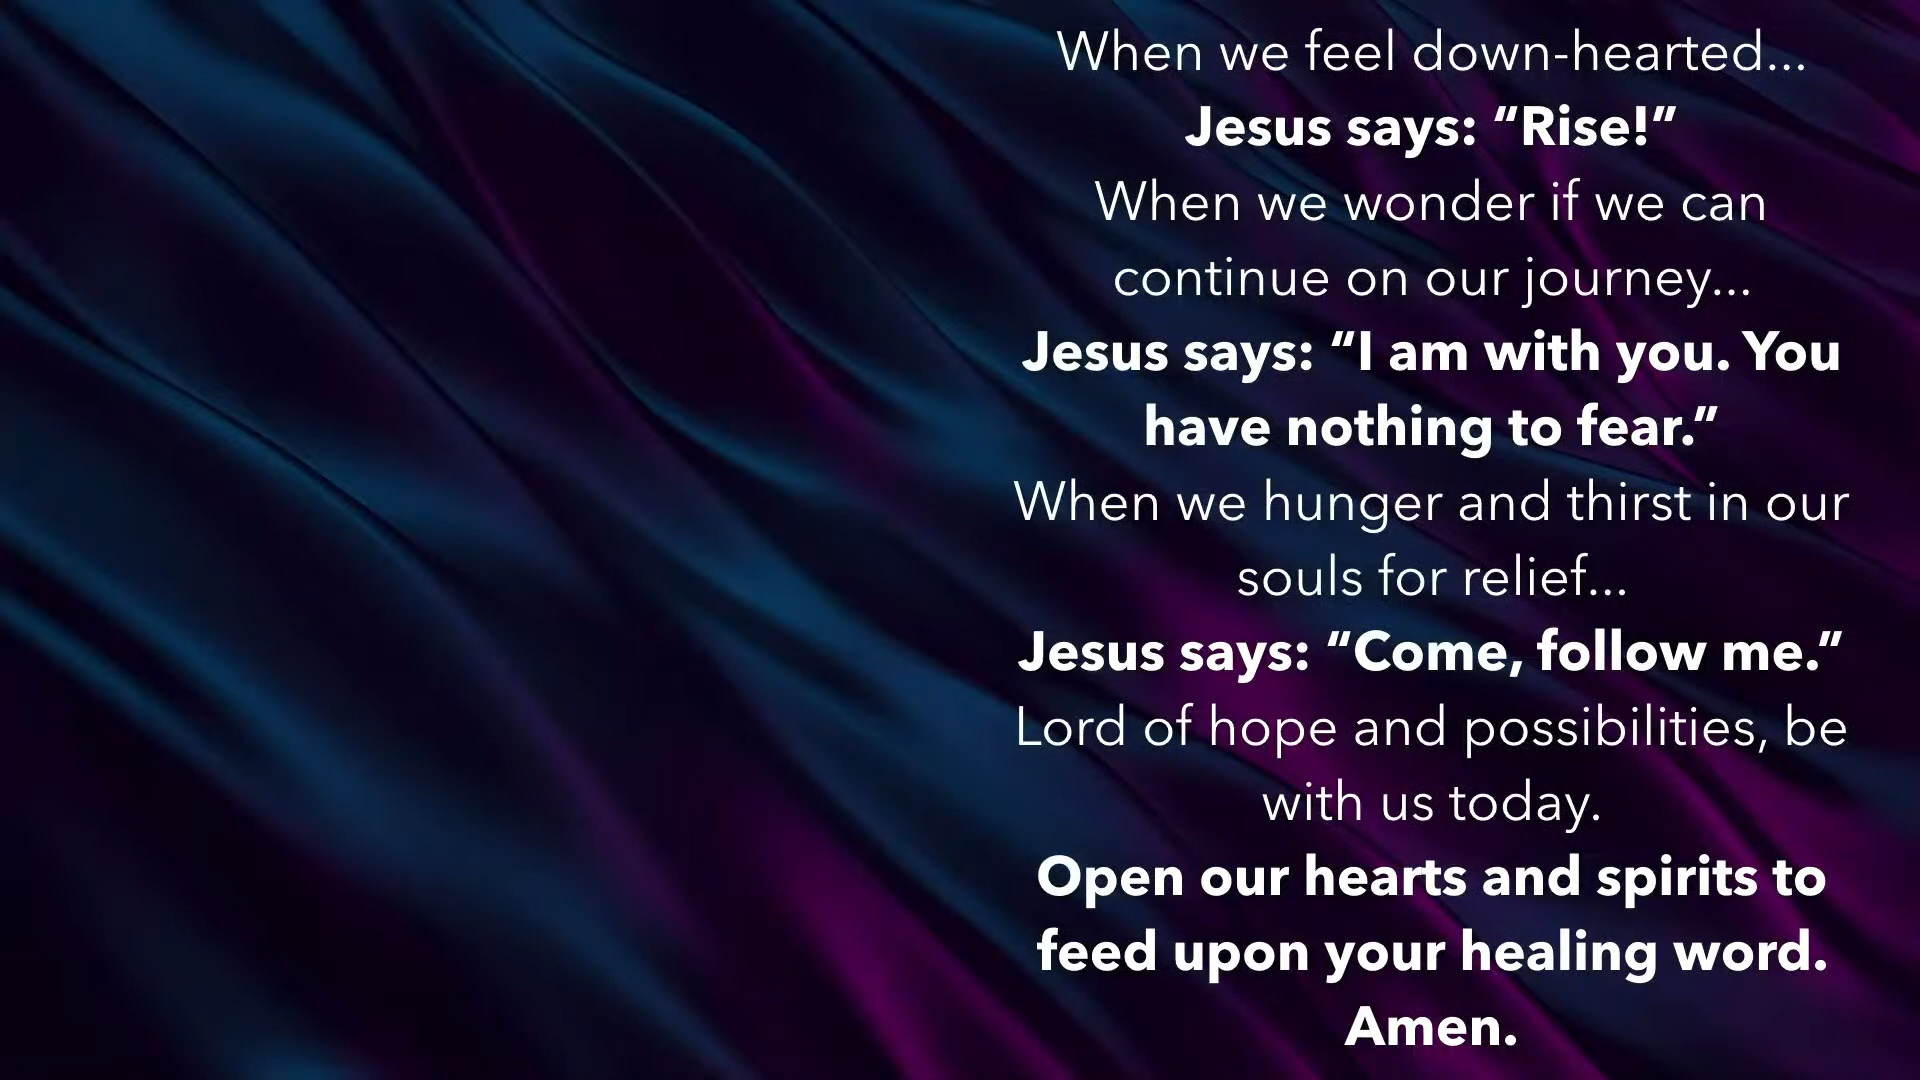 When we feel down-hearted...
Jesus says: “Rise!”
When we wonder if we can
continue on our journey...
Jesus says: “I am with you. You
have nothing to fear.”
When we hunger and thirst in our
souls for relief...
Jesus says: “Come, follow me.”
Lord of hope and possibilities, be
with us today.
Open our hearts and spirits to
feed upon your healing word.
Amen.